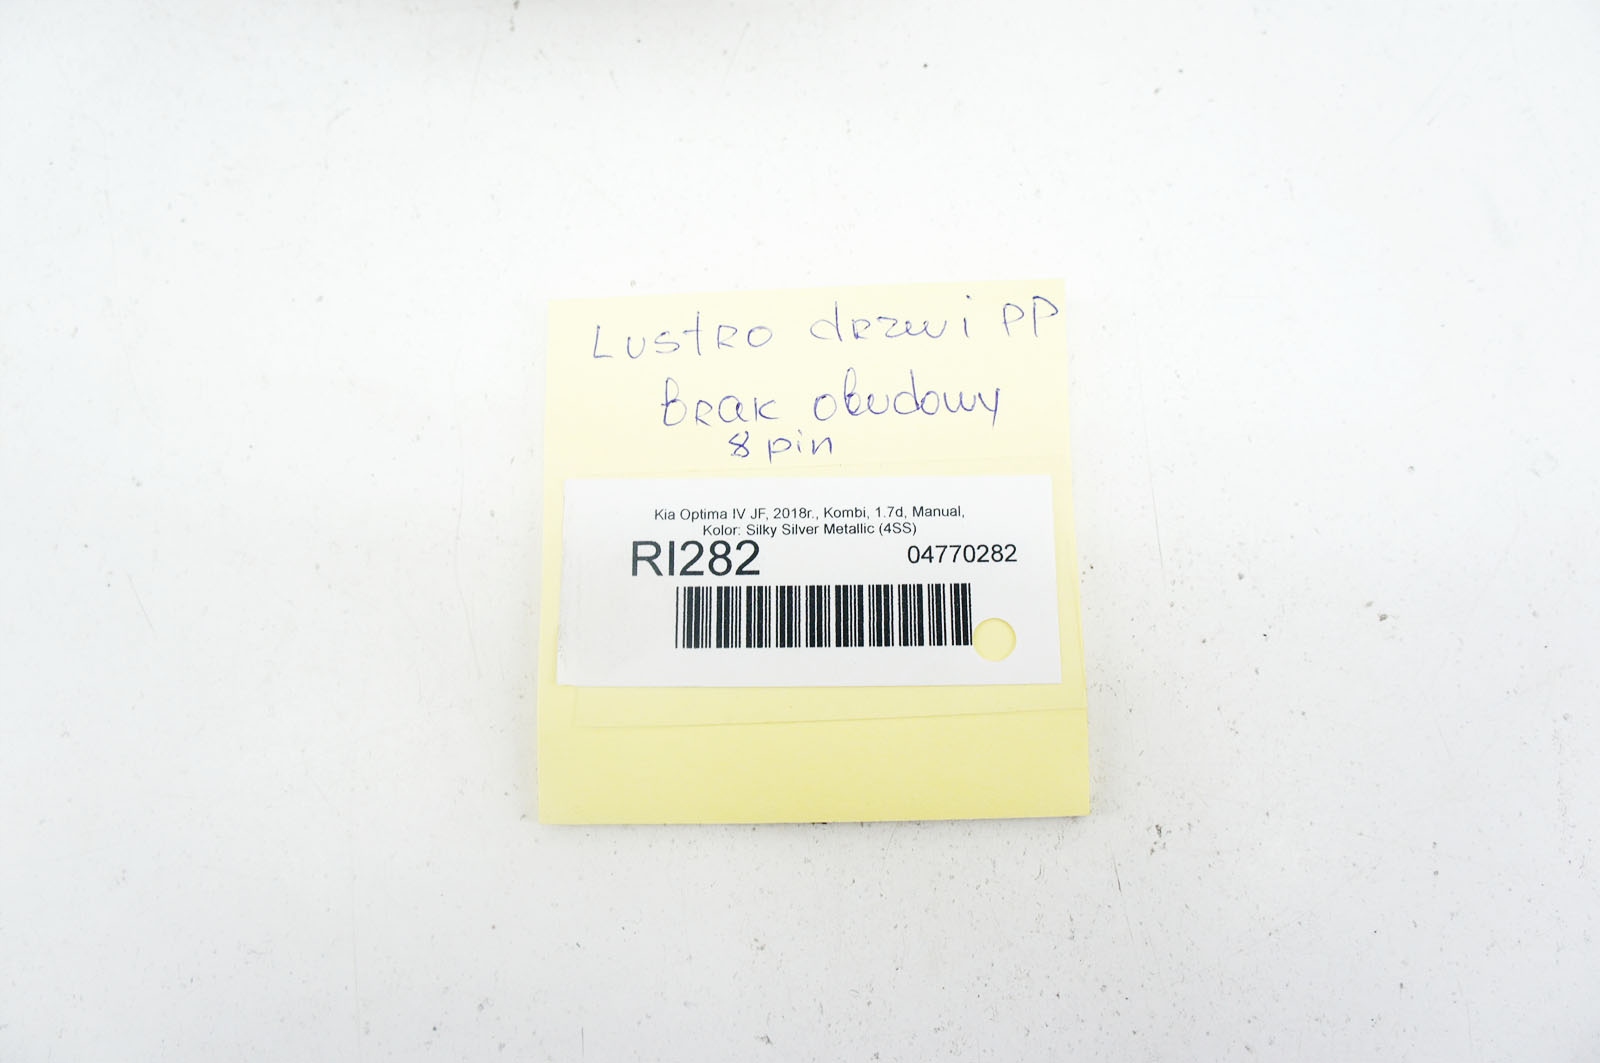 Lustro drzwi PP
Brak obudowy
8 pin
Kia Optima IV JF, 2018r., Kombi, 1.7d, Manual,
Kolor: Silky Silver Metallic (4SS)
RI282 04770282